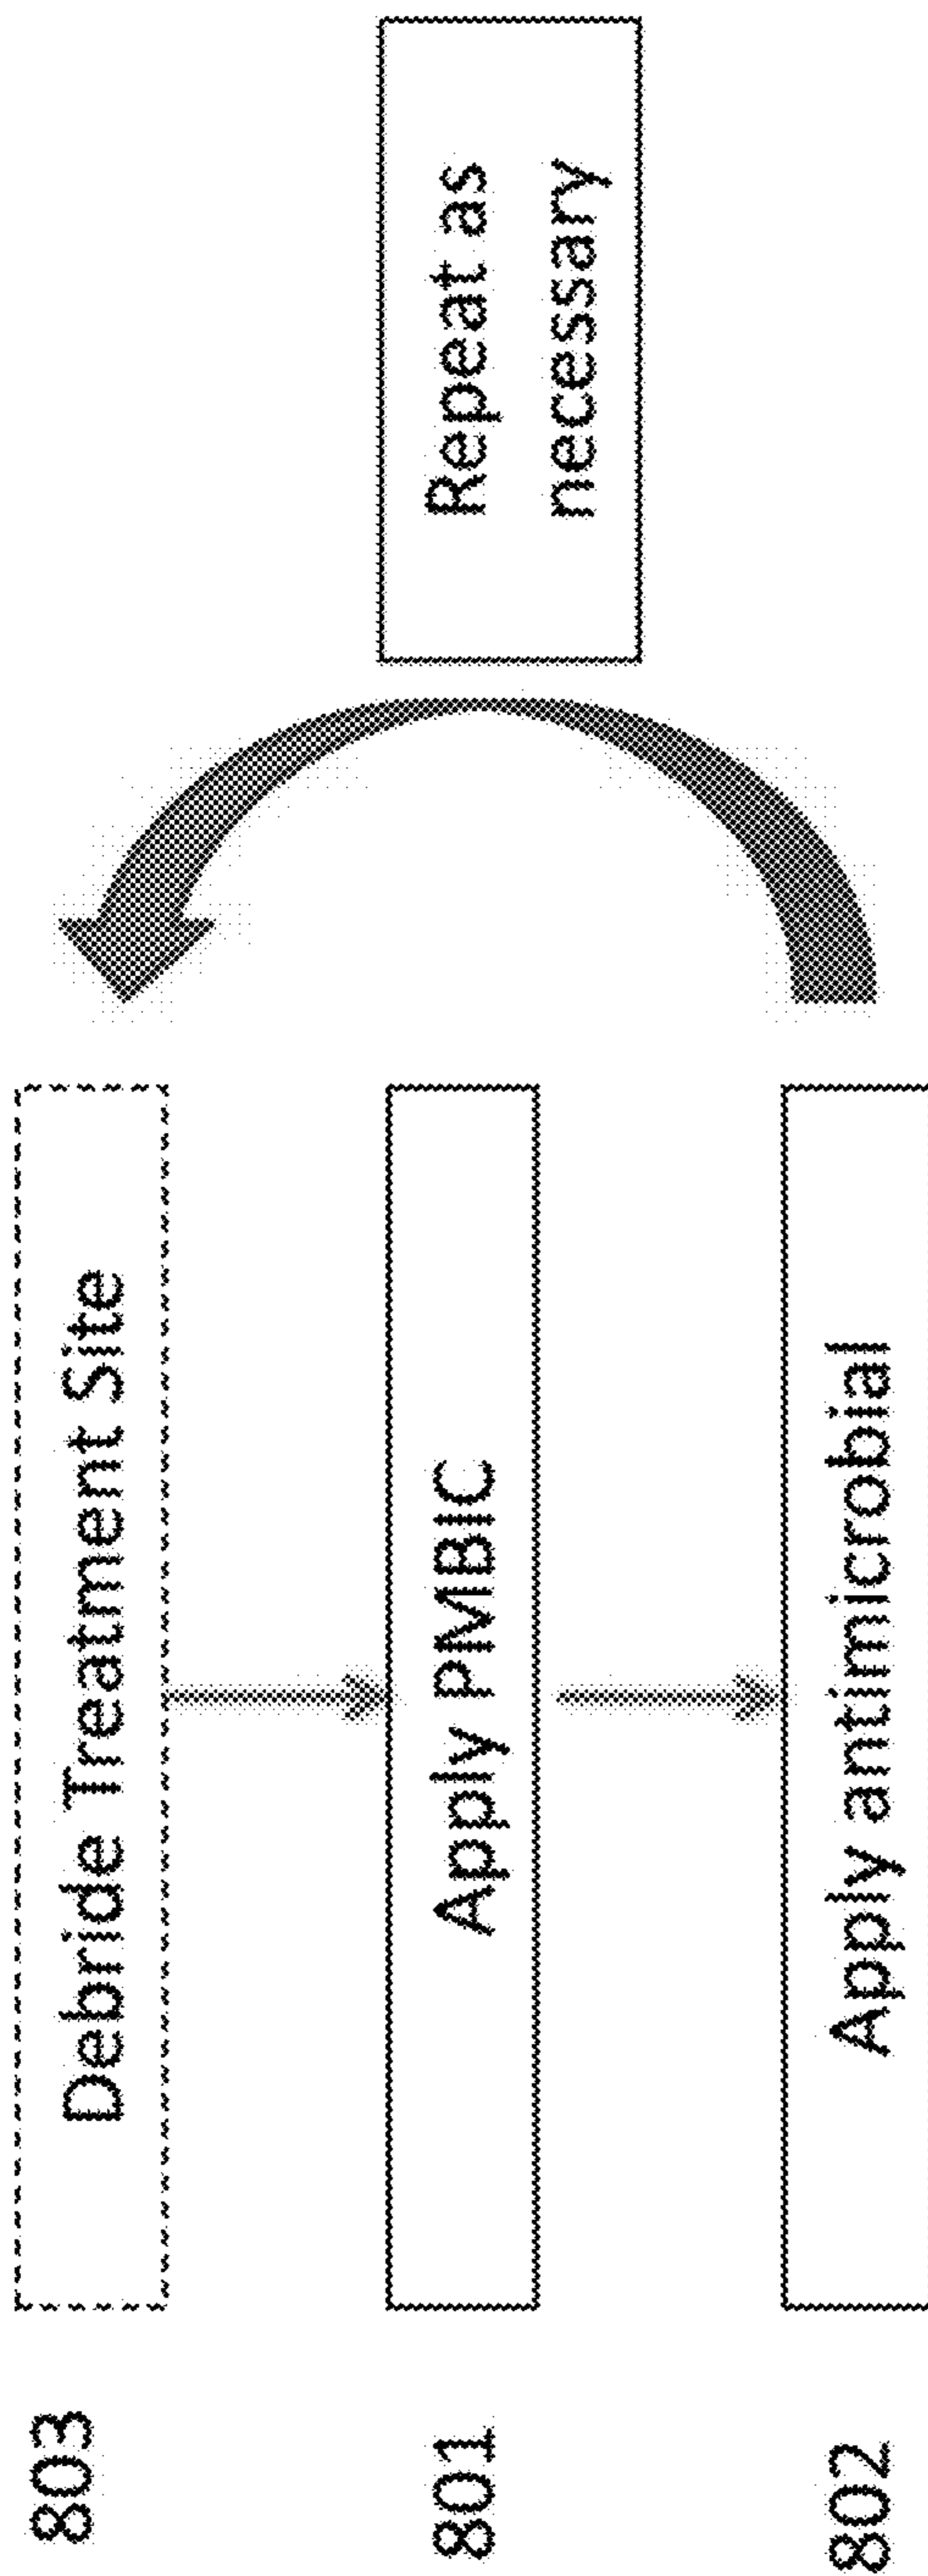 803
Debride Treatment Site
801
Apply PMBIC
802
Apply antimicrobial
Repeat as
necessary